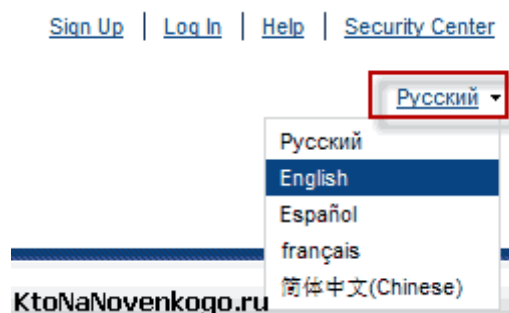 Sign Up | Log In | Help | Security Center
Русский
Русский
English
Español
français
简体中文(Chinese)
KtoNaNovenkogo.ru